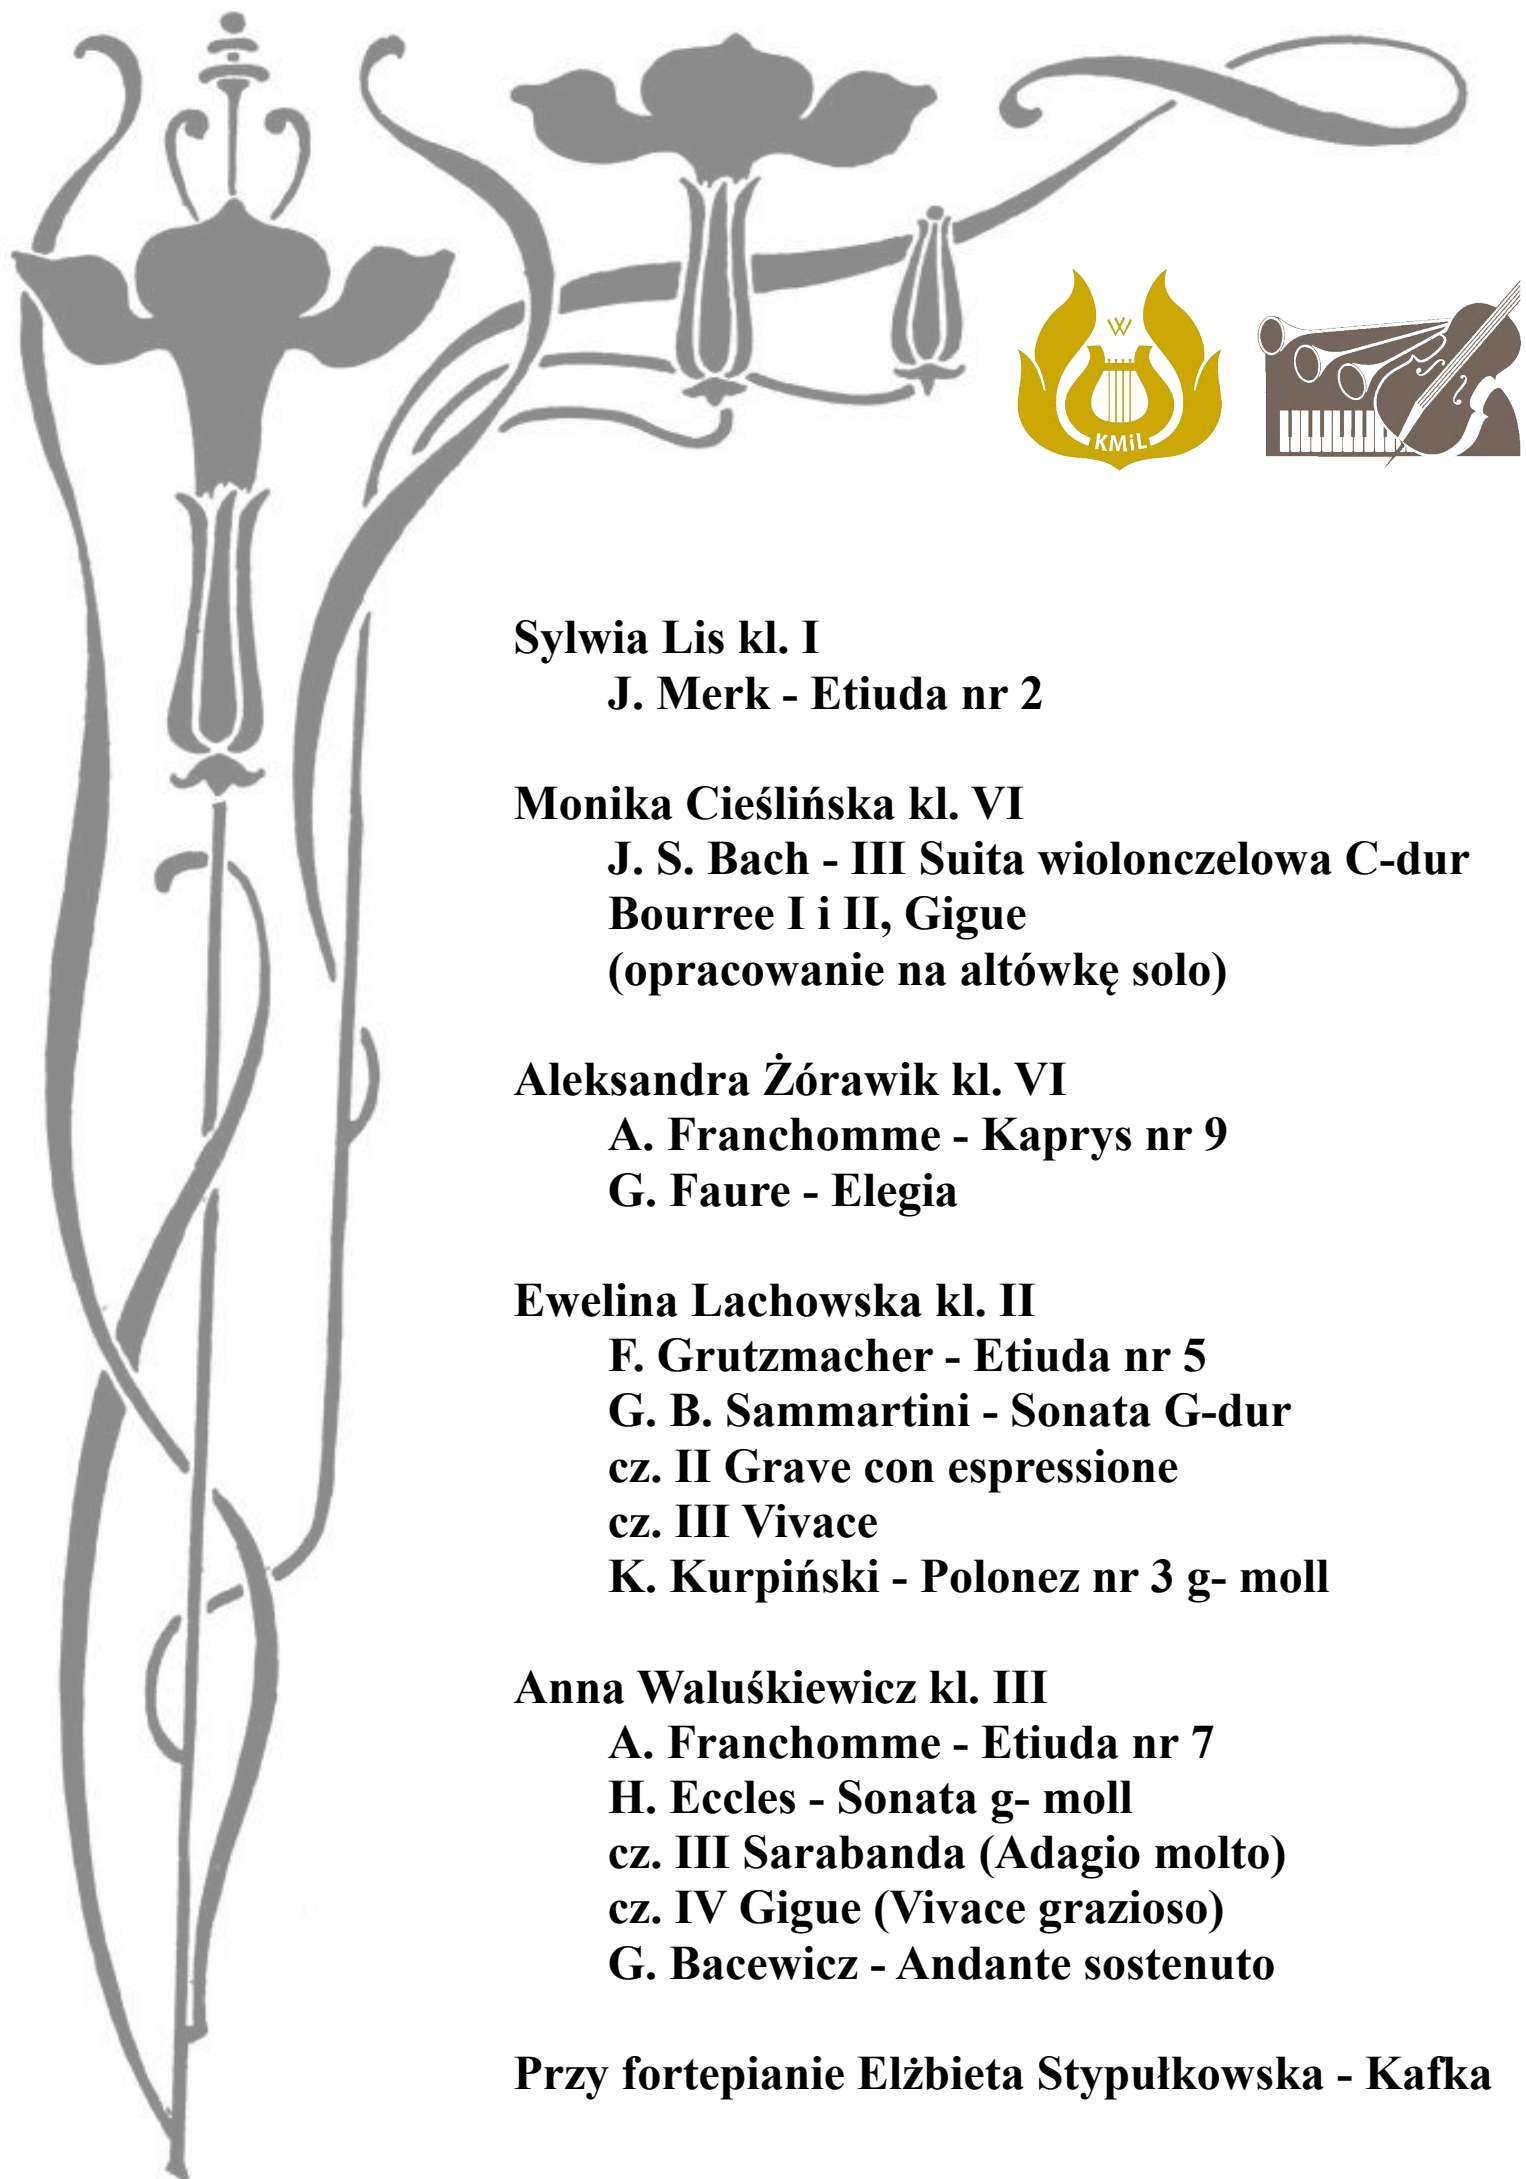 W
KMiL
Sylwia Lis kl. I
J. Merk - Etiuda nr 2
Monika Cieślińska kl. VI
J. S. Bach - III Suita wiolonczelowa C-dur
Bourree I i II, Gigue
(opracowanie na altówkę solo)
Aleksandra Żórawik kl. VI
A. Franchomme - Kaprys nr 9
G. Faure - Elegia
Ewelina Lachowska kl. II
F. Grutzmacher - Etiuda nr 5
G. B. Sammartini - Sonata G-dur
cz. II Grave con espressione
cz. III Vivace
K. Kurpiński - Polonez nr 3 g- moll
Anna Waluśkiewicz kl. III
A. Franchomme - Etiuda nr 7
H. Eccles - Sonata g- moll
cz. III Sarabanda (Adagio molto)
cz. IV Gigue (Vivace grazioso)
G. Bacewicz - Andante sostenuto
Przy fortepianie Elżbieta Stypułkowska - Kafka